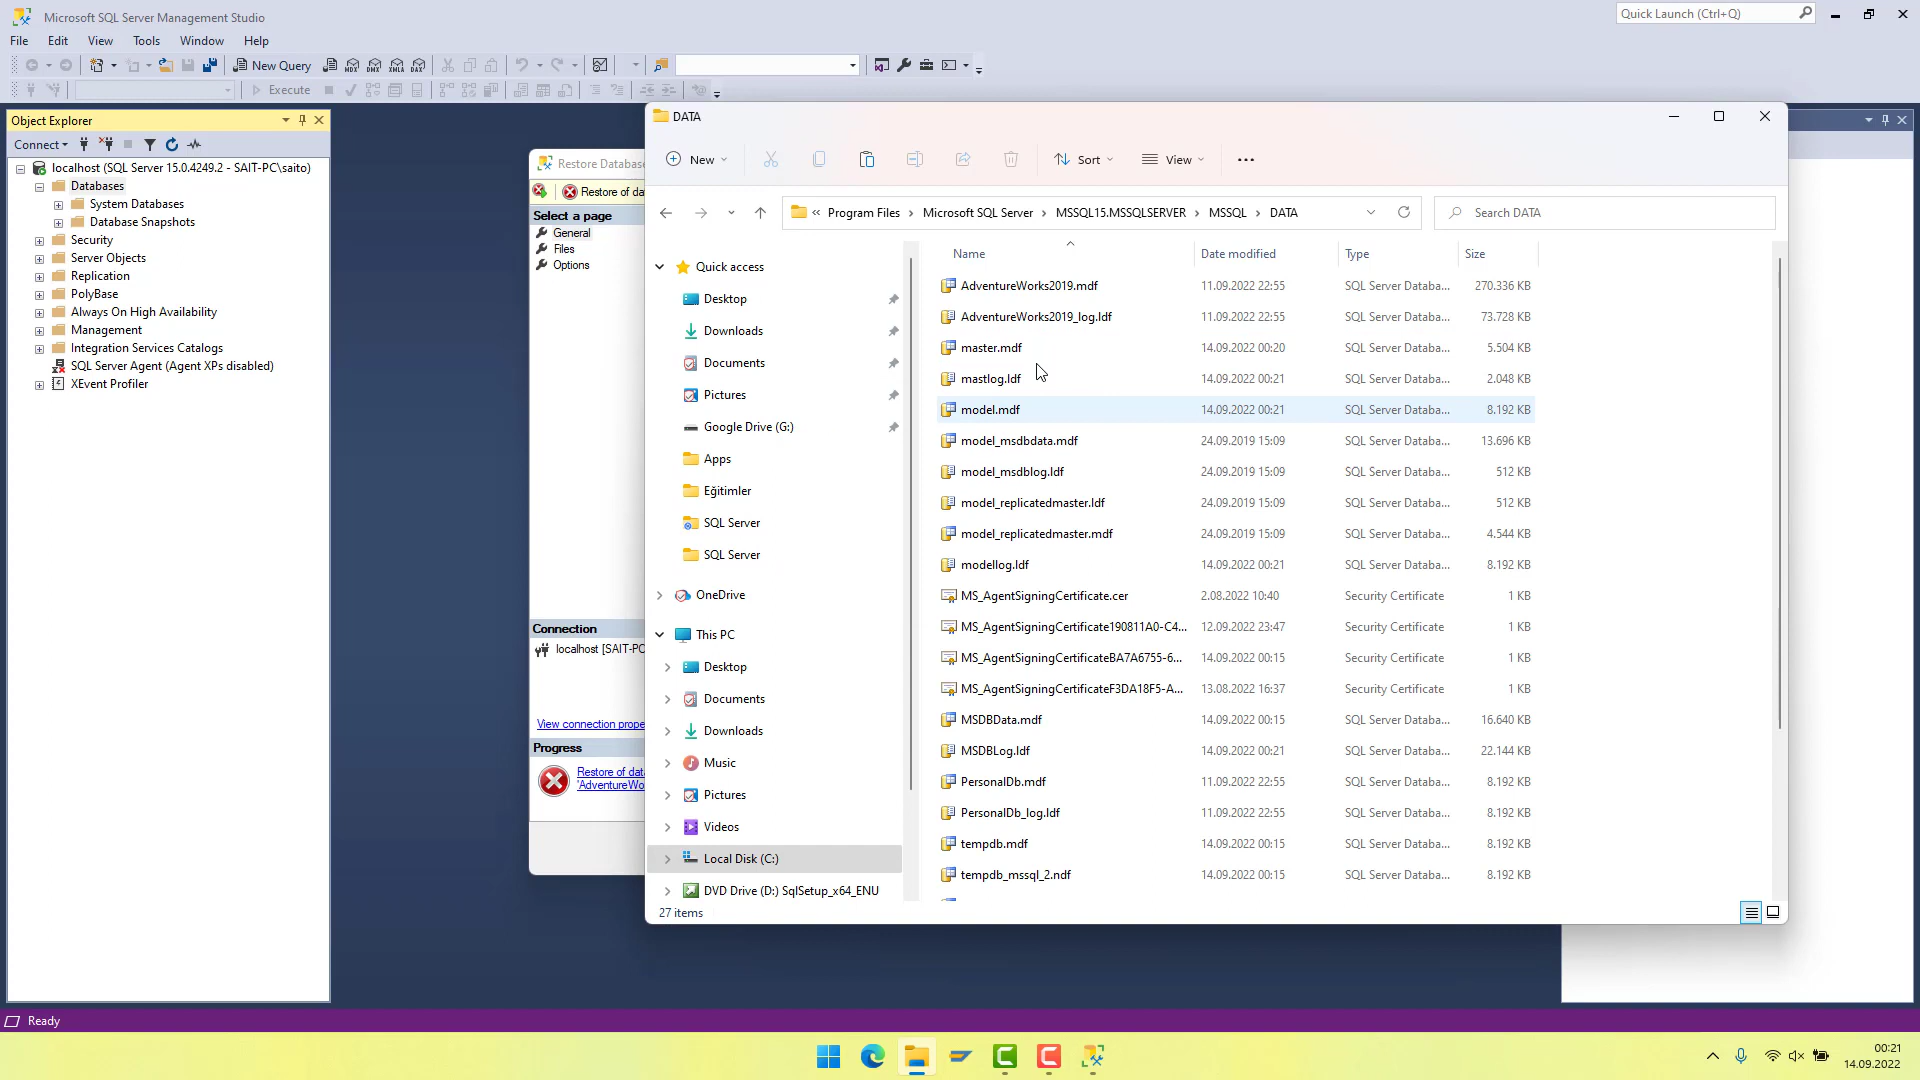 Microsoft SQL Server Management Studio
Quick Launch (Ctrl+Q)
File Edit View Tools Window Help
New Query
MDX DMX XMLA DAX
Execute
Object Explorer
Connect
localhost (SQL Server 15.0.4249.2 - SAIT-PC\saito)
Databases
System Databases
Database Snapshots
Security
Server Objects
Replication
PolyBase
Always On High Availability
Management
Integration Services Catalogs
SQL Server Agent (Agent XPs disabled)
XEvent Profiler
Restore Database
Restore of da
Select a page
General
Files
Options
Connection
localhost [SAIT-PC
View connection prope
Progress
Restore of data
'AdventureWo
DATA
New
Sort
View
« Program Files > Microsoft SQL Server > MSSQL15.MSSQLSERVER > MSSQL > DATA
Search DATA
Quick access
Desktop
Downloads
Documents
Pictures
Google Drive (G:)
Apps
Eğitimler
SQL Server
SQL Server
OneDrive
This PC
Desktop
Documents
Downloads
Music
Pictures
Videos
Local Disk (C:)
DVD Drive (D:) SqlSetup_x64_ENU
Name Date modified Type Size
AdventureWorks2019.mdf 11.09.2022 22:55 SQL Server Databa... 270.336 KB
AdventureWorks2019_log.ldf 11.09.2022 22:55 SQL Server Databa... 73.728 KB
master.mdf 14.09.2022 00:20 SQL Server Databa... 5.504 KB
mastlog.ldf 14.09.2022 00:21 SQL Server Databa... 2.048 KB
model.mdf 14.09.2022 00:21 SQL Server Databa... 8.192 KB
model_msdbdata.mdf 24.09.2019 15:09 SQL Server Databa... 13.696 KB
model_msdblog.ldf 24.09.2019 15:09 SQL Server Databa... 512 KB
model_replicatedmaster.ldf 24.09.2019 15:09 SQL Server Databa... 512 KB
model_replicatedmaster.mdf 24.09.2019 15:09 SQL Server Databa... 4.544 KB
modellog.ldf 14.09.2022 00:21 SQL Server Databa... 8.192 KB
MS_AgentSigningCertificate.cer 2.08.2022 10:40 Security Certificate 1 KB
MS_AgentSigningCertificate190811A0-C4... 12.09.2022 23:47 Security Certificate 1 KB
MS_AgentSigningCertificateBA7A6755-6... 14.09.2022 00:15 Security Certificate 1 KB
MS_AgentSigningCertificateF3DA18F5-A... 13.08.2022 16:37 Security Certificate 1 KB
MSDBData.mdf 14.09.2022 00:15 SQL Server Databa... 16.640 KB
MSDBLog.ldf 14.09.2022 00:21 SQL Server Databa... 22.144 KB
PersonalDb.mdf 11.09.2022 22:55 SQL Server Databa... 8.192 KB
PersonalDb_log.ldf 11.09.2022 22:55 SQL Server Databa... 8.192 KB
tempdb.mdf 14.09.2022 00:15 SQL Server Databa... 8.192 KB
tempdb_mssql_2.ndf 14.09.2022 00:15 SQL Server Databa... 8.192 KB
27 items
Ready
00:21
14.09.2022